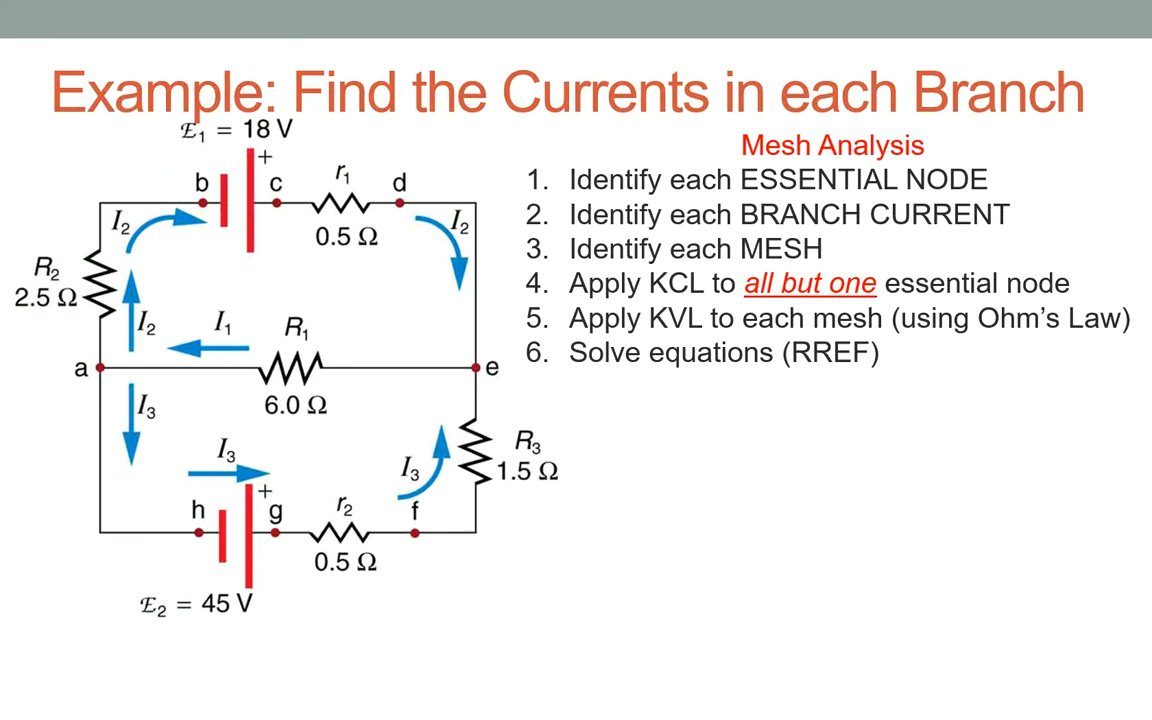 Example: Find the Currents in each Branch
ℰ₁ = 18 V
Mesh Analysis
1. Identify each ESSENTIAL NODE
2. Identify each BRANCH CURRENT
3. Identify each MESH
4. Apply KCL to all but one essential node
5. Apply KVL to each mesh (using Ohm's Law)
6. Solve equations (RREF)
+
b
c
r₁
d
I₂
0.5 Ω
I₂
R₂
2.5 Ω
I₂
I₁
R₁
a
e
6.0 Ω
I₃
I₃
I₃
R₃
1.5 Ω
+
h
g
r₂
f
0.5 Ω
ℰ₂ = 45 V